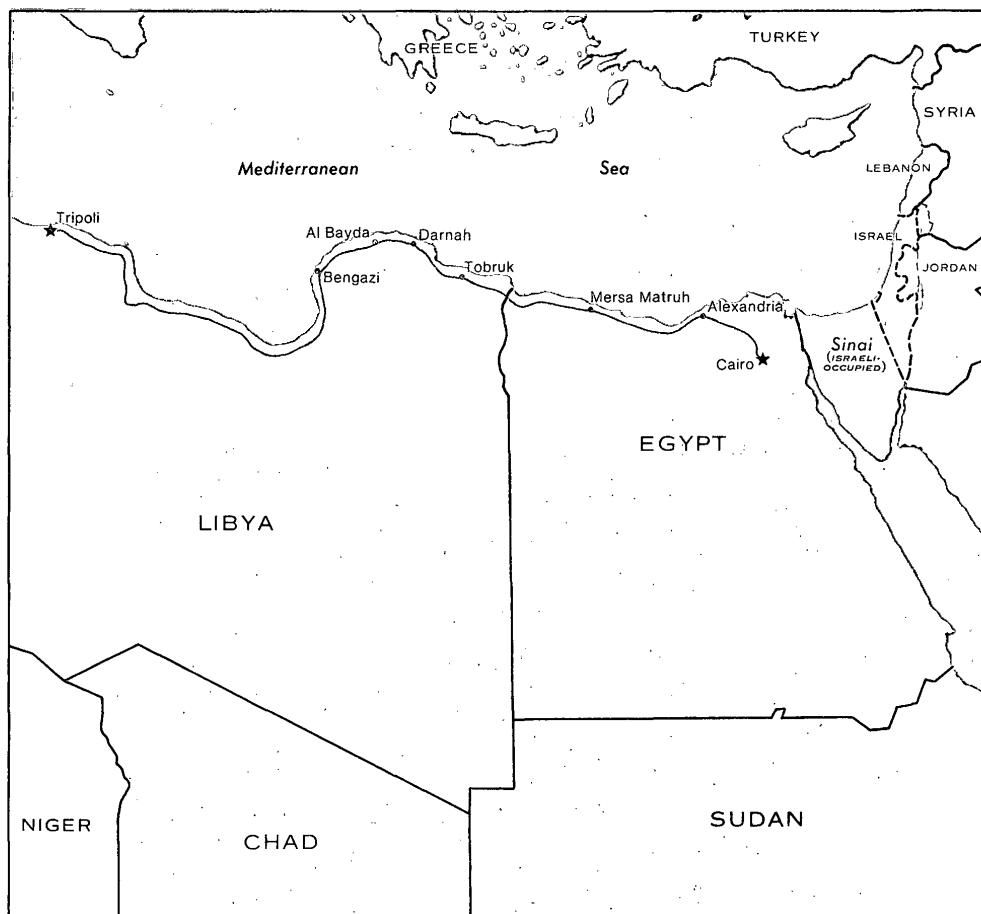 GREECE
TURKEY
SYRIA
Mediterranean Sea
LEBANON
Tripoli
Al Bayda
Darnah
ISRAEL
Bengazi
Tobruk
JORDAN
Mersa Matruh
Alexandria
Sinai
(ISRAELI-
OCCUPIED)
Cairo
EGYPT
LIBYA
NIGER
CHAD
SUDAN